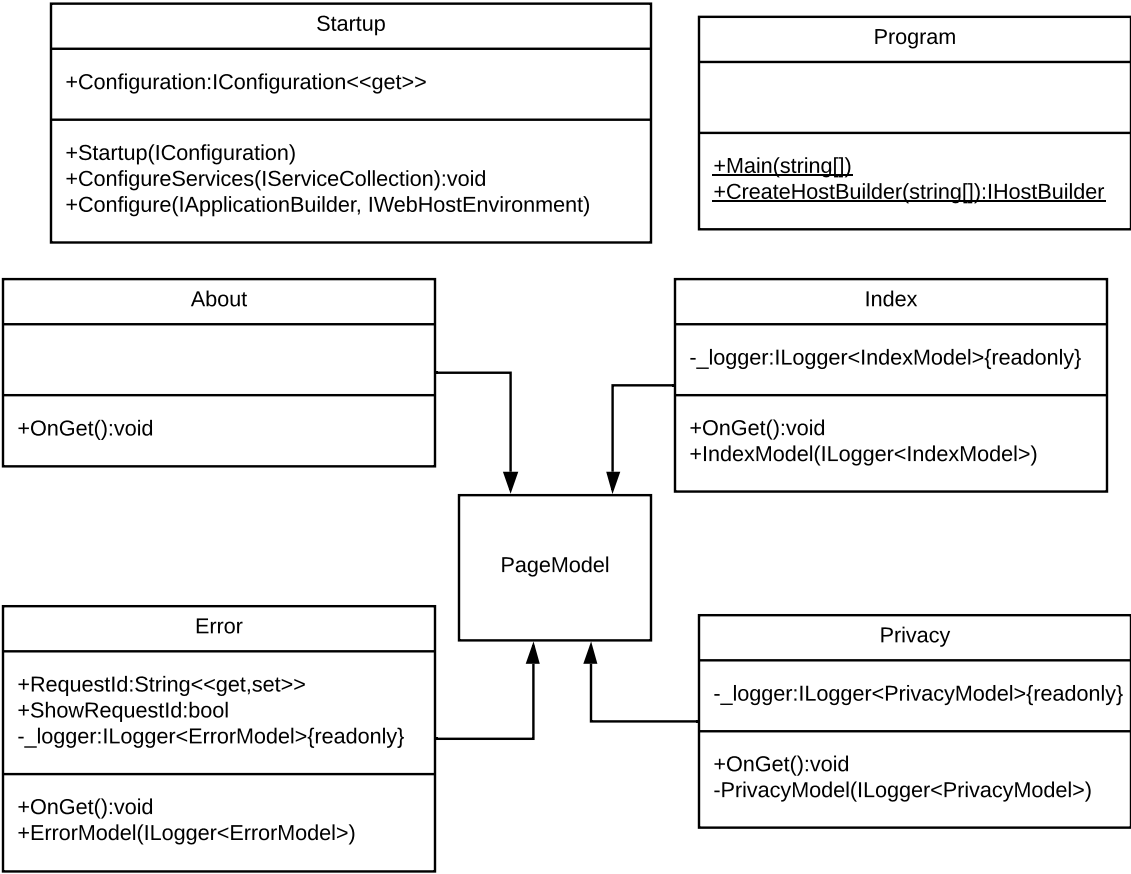 Startup
+Configuration:IConfiguration<<get>>
+Startup(IConfiguration)
+ConfigureServices(IServiceCollection):void
+Configure(IApplicationBuilder, IWebHostEnvironment)
Program
+Main(string[])
+CreateHostBuilder(string[]):IHostBuilder
About
+OnGet():void
Index
-_logger:ILogger<IndexModel>{readonly}
+OnGet():void
+IndexModel(ILogger<IndexModel>)
PageModel
Error
+RequestId:String<<get,set>>
+ShowRequestId:bool
-_logger:ILogger<ErrorModel>{readonly}
+OnGet():void
+ErrorModel(ILogger<ErrorModel>)
Privacy
-_logger:ILogger<PrivacyModel>{readonly}
+OnGet():void
-PrivacyModel(ILogger<PrivacyModel>)